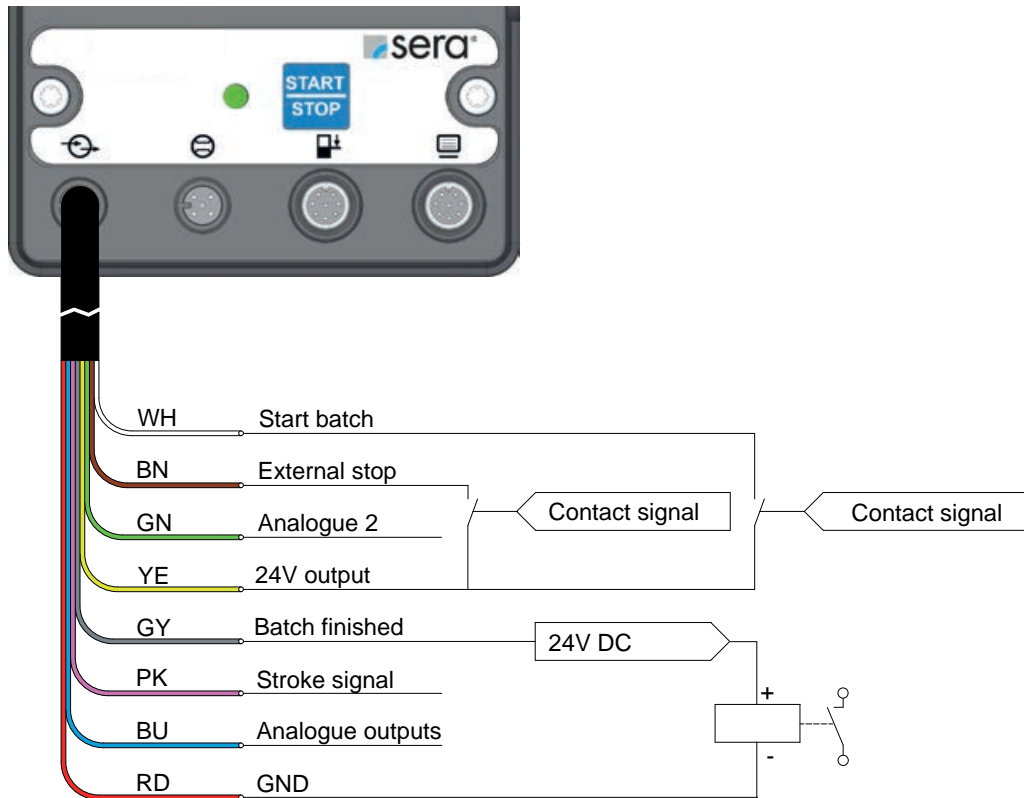 sera®
START
STOP
WH Start batch
BN External stop
Contact signal
Contact signal
GN Analogue 2
YE 24V output
GY Batch finished
24V DC
PK Stroke signal
+
BU Analogue outputs
-
RD GND